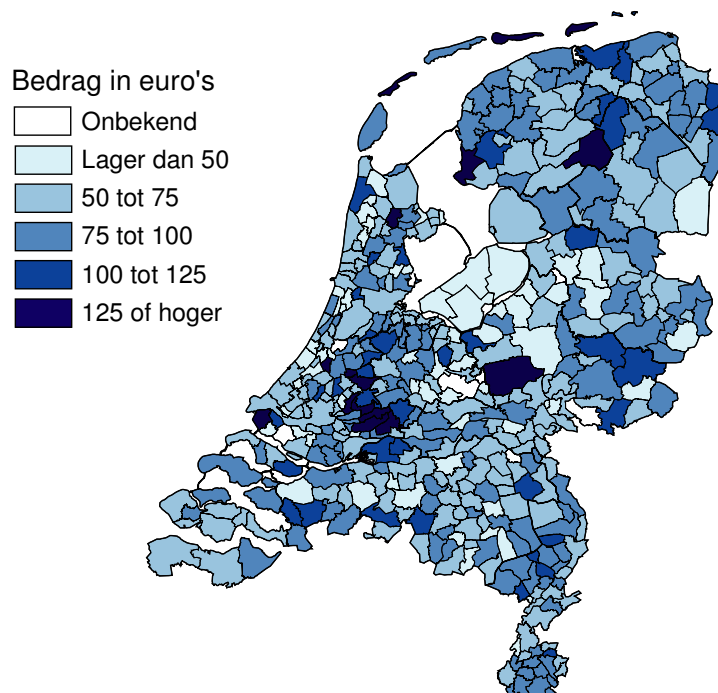 Bedrag in euro's
Onbekend
Lager dan 50
50 tot 75
75 tot 100
100 tot 125
125 of hoger